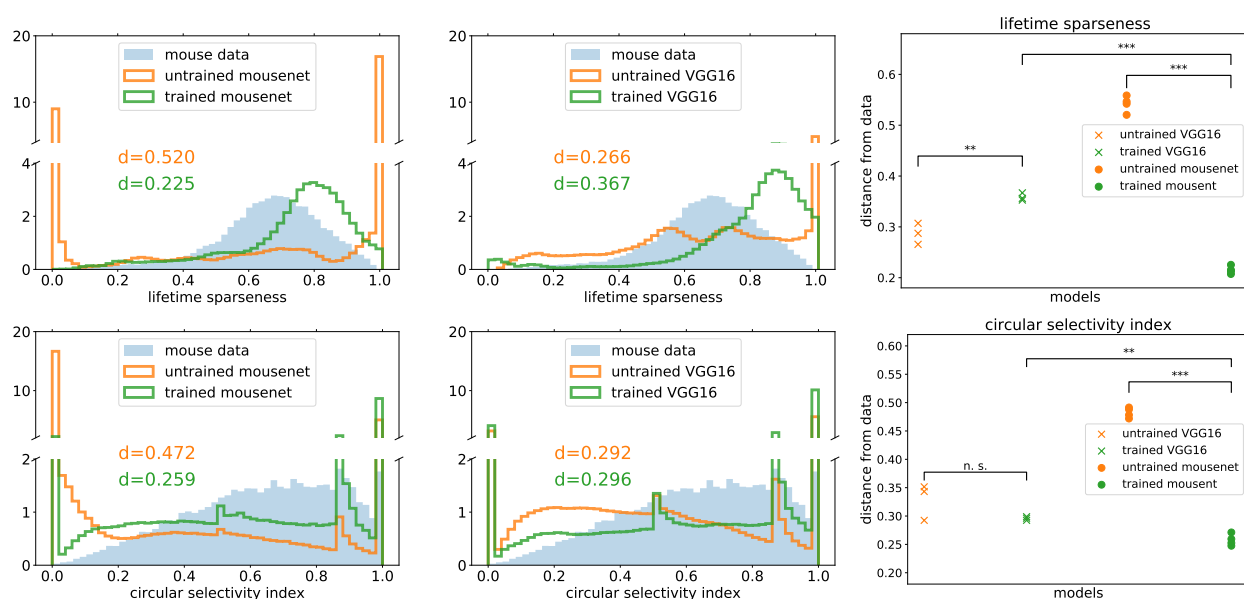 20
10
4
2
0
mouse data
untrained mousenet
trained mousenet
d=0.520
d=0.225
0.0 0.2 0.4 0.6 0.8 1.0
lifetime sparseness
20
10
4
2
0
mouse data
untrained VGG16
trained VGG16
d=0.266
d=0.367
0.0 0.2 0.4 0.6 0.8 1.0
lifetime sparseness
lifetime sparseness
distance from data
0.6
0.5
0.4
0.3
0.2
***
***
**
untrained VGG16
trained VGG16
untrained mousenet
trained mousent
models
20
10
2
1
0
mouse data
untrained mousenet
trained mousenet
d=0.472
d=0.259
0.0 0.2 0.4 0.6 0.8 1.0
circular selectivity index
20
10
2
1
0
mouse data
untrained VGG16
trained VGG16
d=0.292
d=0.296
0.0 0.2 0.4 0.6 0.8 1.0
circular selectivity index
circular selectivity index
distance from data
0.60
0.55
0.50
0.45
0.40
0.35
0.30
0.25
0.20
**
***
n. s.
untrained VGG16
trained VGG16
untrained mousenet
trained mousent
models